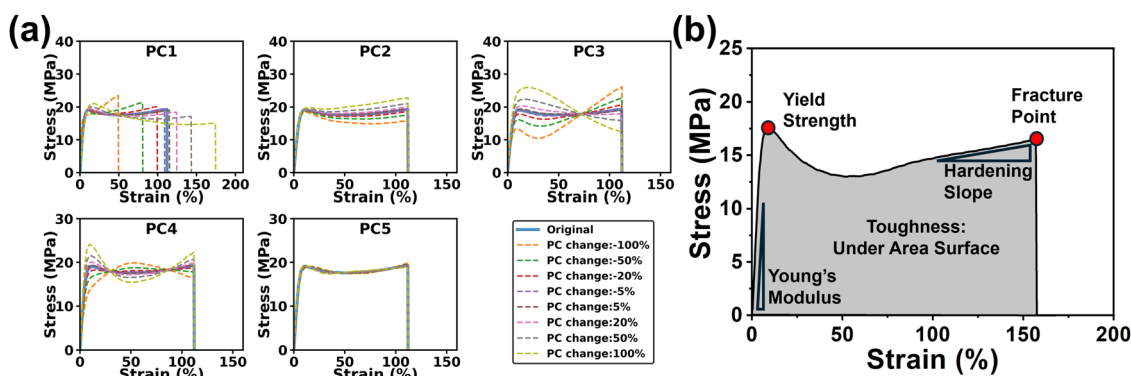 (a)
PC1
Stress (MPa)
40
30
20
10
0
0 50 100 150 200
Strain (%)
PC2
Stress (MPa)
40
30
20
10
0
0 50 100 150
Strain (%)
PC3
Stress (MPa)
40
30
20
10
0
0 50 100 150
Strain (%)
PC4
Stress (MPa)
30
20
10
0
0 50 100 150
Strain (%)
PC5
Stress (MPa)
30
20
10
0
0 50 100 150
Strain (%)
Original
PC change:-100%
PC change:-50%
PC change:-20%
PC change:-5%
PC change:5%
PC change:20%
PC change:50%
PC change:100%
(b)
Stress (MPa)
25
20
15
10
5
0
Yield
Strength
Fracture
Point
Hardening
Slope
Toughness:
Under Area Surface
Young's
Modulus
0 50 100 150 200
Strain (%)